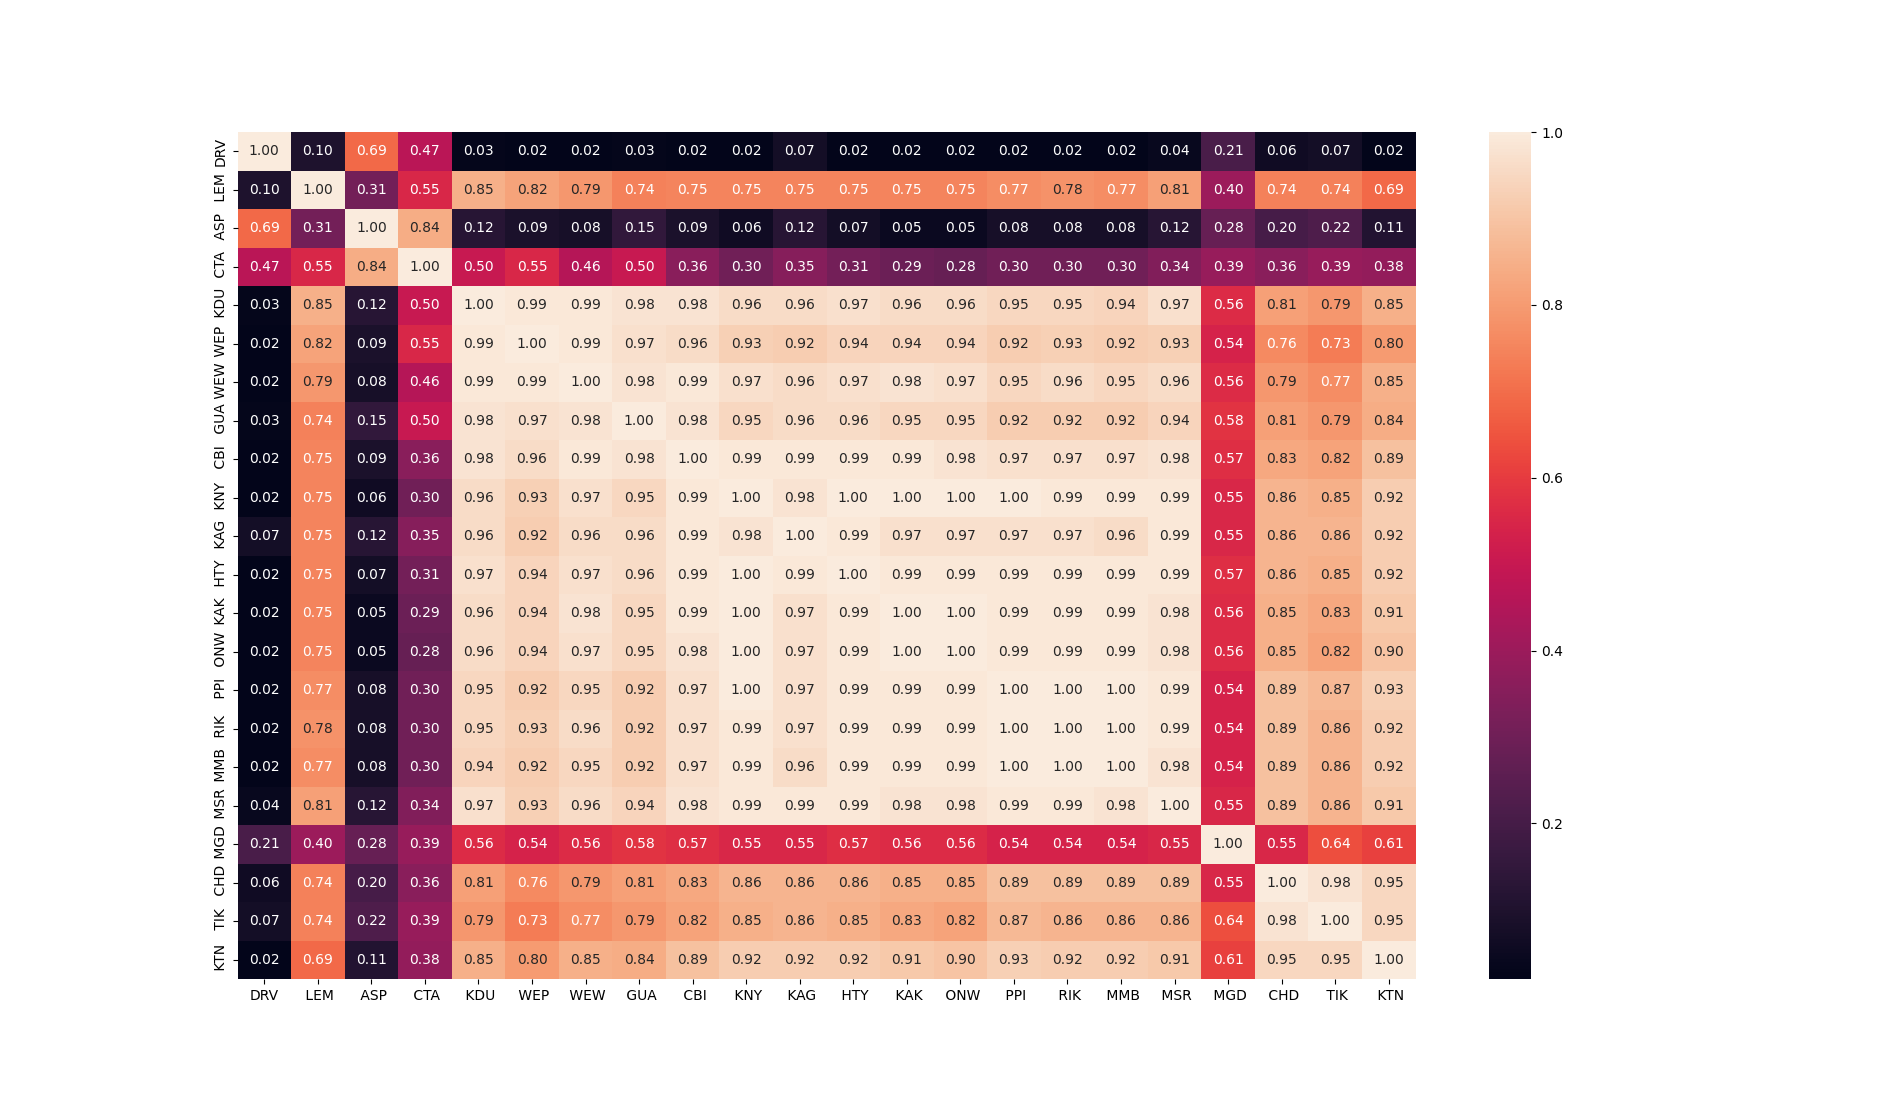 DRV 1.00 0.10 0.69 0.47 0.03 0.02 0.02 0.03 0.02 0.02 0.07 0.02 0.02 0.02 0.02 0.02 0.02 0.04 0.21 0.06 0.07 0.02
LEM 0.10 1.00 0.31 0.55 0.85 0.82 0.79 0.74 0.75 0.75 0.75 0.75 0.75 0.75 0.77 0.78 0.77 0.81 0.40 0.74 0.74 0.69
ASP 0.69 0.31 1.00 0.84 0.12 0.09 0.08 0.15 0.09 0.06 0.12 0.07 0.05 0.05 0.08 0.08 0.08 0.12 0.28 0.20 0.22 0.11
CTA 0.47 0.55 0.84 1.00 0.50 0.55 0.46 0.50 0.36 0.30 0.35 0.31 0.29 0.28 0.30 0.30 0.30 0.34 0.39 0.36 0.39 0.38
KDU 0.03 0.85 0.12 0.50 1.00 0.99 0.99 0.98 0.98 0.96 0.96 0.97 0.96 0.96 0.95 0.95 0.94 0.97 0.56 0.81 0.79 0.85
WEP 0.02 0.82 0.09 0.55 0.99 1.00 0.99 0.97 0.96 0.93 0.92 0.94 0.94 0.94 0.92 0.93 0.92 0.93 0.54 0.76 0.73 0.80
WEW 0.02 0.79 0.08 0.46 0.99 0.99 1.00 0.98 0.99 0.97 0.96 0.97 0.98 0.97 0.95 0.96 0.95 0.96 0.56 0.79 0.77 0.85
GUA 0.03 0.74 0.15 0.50 0.98 0.97 0.98 1.00 0.98 0.95 0.96 0.96 0.95 0.95 0.92 0.92 0.92 0.94 0.58 0.81 0.79 0.84
CBI 0.02 0.75 0.09 0.36 0.98 0.96 0.99 0.98 1.00 0.99 0.99 0.99 0.99 0.98 0.97 0.97 0.97 0.98 0.57 0.83 0.82 0.89
KNY 0.02 0.75 0.06 0.30 0.96 0.93 0.97 0.95 0.99 1.00 0.98 1.00 1.00 1.00 1.00 0.99 0.99 0.99 0.55 0.86 0.85 0.92
KAG 0.07 0.75 0.12 0.35 0.96 0.92 0.96 0.96 0.99 0.98 1.00 0.99 0.97 0.97 0.97 0.97 0.96 0.99 0.55 0.86 0.86 0.92
HTY 0.02 0.75 0.07 0.31 0.97 0.94 0.97 0.96 0.99 1.00 0.99 1.00 0.99 0.99 0.99 0.99 0.99 0.99 0.57 0.86 0.85 0.92
KAK 0.02 0.75 0.05 0.29 0.96 0.94 0.98 0.95 0.99 1.00 0.97 0.99 1.00 1.00 0.99 0.99 0.99 0.98 0.56 0.85 0.83 0.91
ONW 0.02 0.75 0.05 0.28 0.96 0.94 0.97 0.95 0.98 1.00 0.97 0.99 1.00 1.00 0.99 0.99 0.99 0.98 0.56 0.85 0.82 0.90
PPI 0.02 0.77 0.08 0.30 0.95 0.92 0.95 0.92 0.97 1.00 0.97 0.99 0.99 0.99 1.00 1.00 1.00 0.99 0.54 0.89 0.87 0.93
RIK 0.02 0.78 0.08 0.30 0.95 0.93 0.96 0.92 0.97 0.99 0.97 0.99 0.99 0.99 1.00 1.00 1.00 0.99 0.54 0.89 0.86 0.92
MMB 0.02 0.77 0.08 0.30 0.94 0.92 0.95 0.92 0.97 0.99 0.96 0.99 0.99 0.99 1.00 1.00 1.00 0.98 0.54 0.89 0.86 0.92
MSR 0.04 0.81 0.12 0.34 0.97 0.93 0.96 0.94 0.98 0.99 0.99 0.99 0.98 0.98 0.99 0.99 0.98 1.00 0.55 0.89 0.86 0.91
MGD 0.21 0.40 0.28 0.39 0.56 0.54 0.56 0.58 0.57 0.55 0.55 0.57 0.56 0.56 0.54 0.54 0.54 0.55 1.00 0.55 0.64 0.61
CHD 0.06 0.74 0.20 0.36 0.81 0.76 0.79 0.81 0.83 0.86 0.86 0.86 0.85 0.85 0.89 0.89 0.89 0.89 0.55 1.00 0.98 0.95
TIK 0.07 0.74 0.22 0.39 0.79 0.73 0.77 0.79 0.82 0.85 0.86 0.85 0.83 0.82 0.87 0.86 0.86 0.86 0.64 0.98 1.00 0.95
KTN 0.02 0.69 0.11 0.38 0.85 0.80 0.85 0.84 0.89 0.92 0.92 0.92 0.91 0.90 0.93 0.92 0.92 0.91 0.61 0.95 0.95 1.00
DRV LEM ASP CTA KDU WEP WEW GUA CBI KNY KAG HTY KAK ONW PPI RIK MMB MSR MGD CHD TIK KTN
1.0
0.8
0.6
0.4
0.2